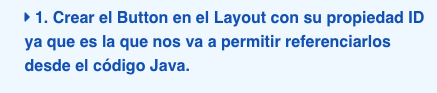 1. Crear el Button en el Layout con su propiedad ID
ya que es la que nos va a permitir referenciarlos
desde el código Java.